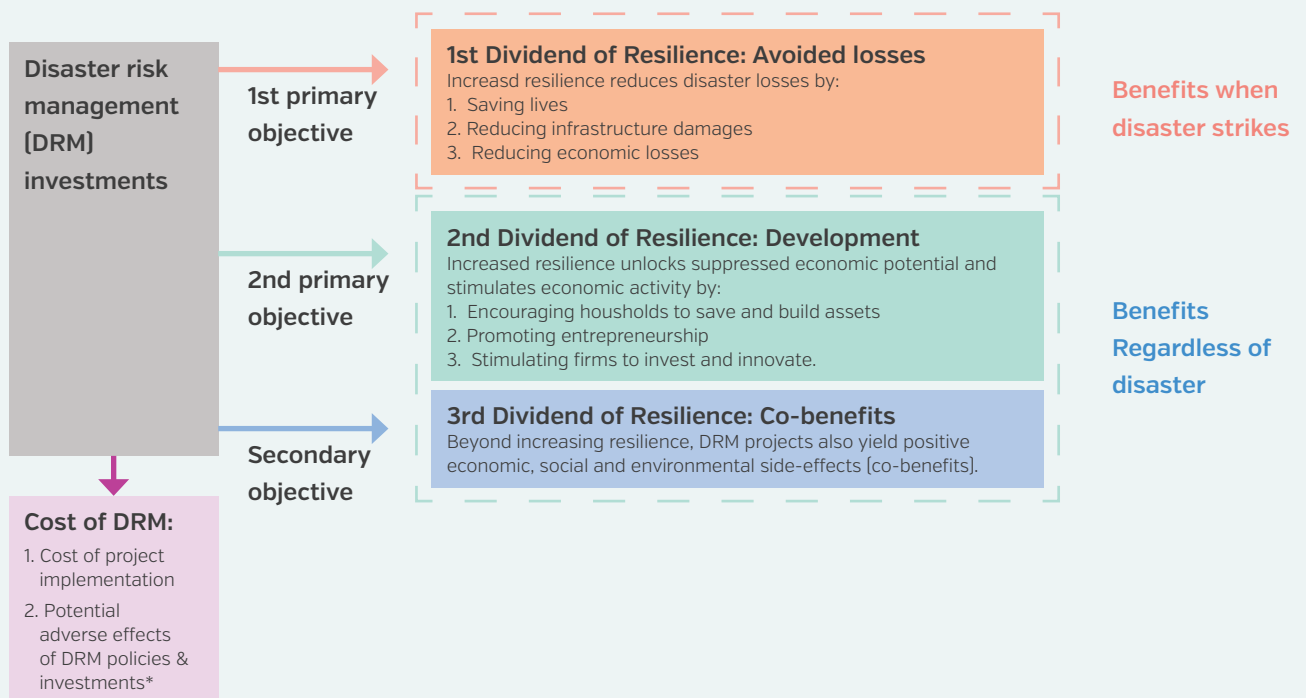 Disaster risk
management
(DRM)
investments
1st primary
objective
1st Dividend of Resilience: Avoided losses
Increasd resilience reduces disaster losses by:
1. Saving lives
2. Reducing infrastructure damages
3. Reducing economic losses
Benefits when
disaster strikes
2nd primary
objective
2nd Dividend of Resilience: Development
Increased resilience unlocks suppressed economic potential and
stimulates economic activity by:
1. Encouraging housholds to save and build assets
2. Promoting entrepreneurship
3. Stimulating firms to invest and innovate.
Benefits
Regardless of
disaster
Secondary
objective
3rd Dividend of Resilience: Co-benefits
Beyond increasing resilience, DRM projects also yield positive
economic, social and environmental side-effects (co-benefits).
Cost of DRM:
1. Cost of project
implementation
2. Potential
adverse effects
of DRM policies &
investments*